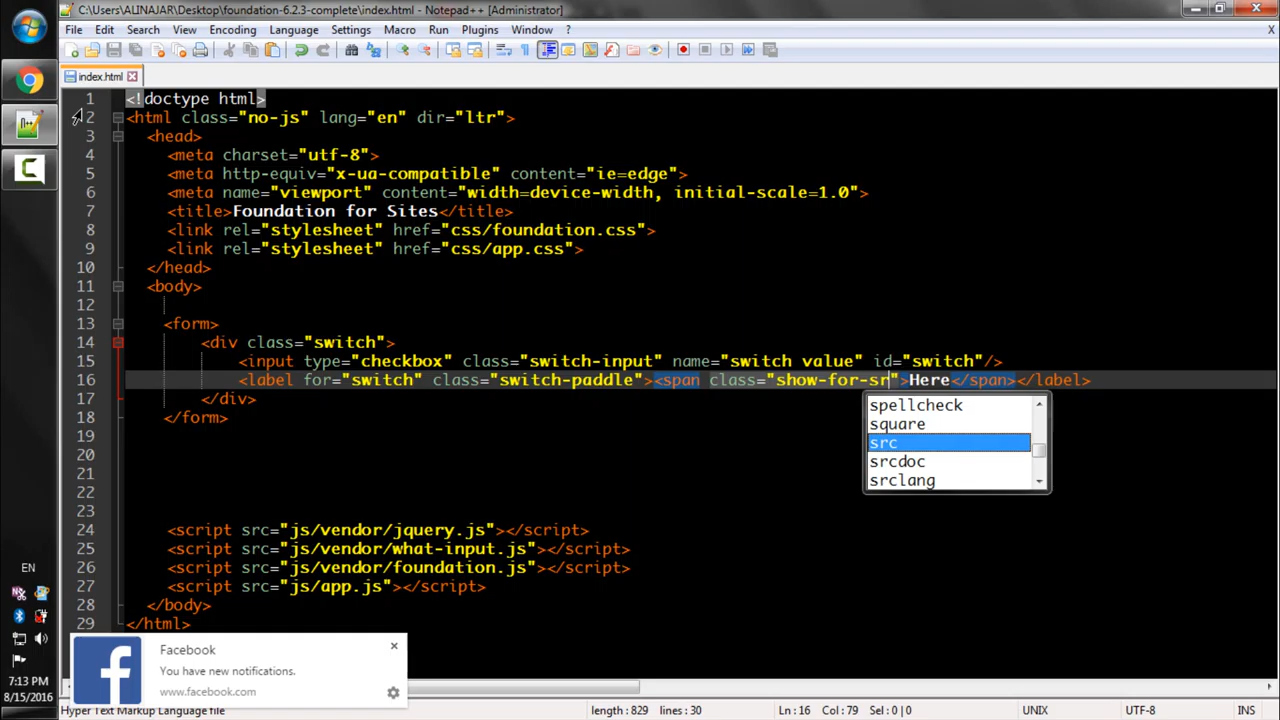 C:\Users\ALINAJAR\Desktop\foundation-6.2.3-complete\index.html - Notepad++ [Administrator]
File Edit Search View Encoding Language Settings Macro Run Plugins Window ? X
index.html
1 <!doctype html>
2 <html class="no-js" lang="en" dir="ltr">
3 <head>
4 <meta charset="utf-8">
5 <meta http-equiv="x-ua-compatible" content="ie=edge">
6 <meta name="viewport" content="width=device-width, initial-scale=1.0">
7 <title>Foundation for Sites</title>
8 <link rel="stylesheet" href="css/foundation.css">
9 <link rel="stylesheet" href="css/app.css">
10 </head>
11 <body>
12
13 <form>
14 <div class="switch">
15 <input type="checkbox" class="switch-input" name="switch value" id="switch"/>
16 <label for="switch" class="switch-paddle"><span class="show-for-sr">Here</span></label>
17 </div>
18 </form>
19
20
21
22
23
24 <script src="js/vendor/jquery.js"></script>
25 <script src="js/vendor/what-input.js"></script>
26 <script src="js/vendor/foundation.js"></script>
27 <script src="js/app.js"></script>
28 </body>
29 </html>
spellcheck
square
src
srcdoc
srclang
EN
7:13 PM
8/15/2016
Facebook
You have new notifications.
www.facebook.com
Hyper Text Markup Language file length : 829 lines : 30 Ln : 16 Col : 79 Sel : 0 | 0 UNIX UTF-8 INS